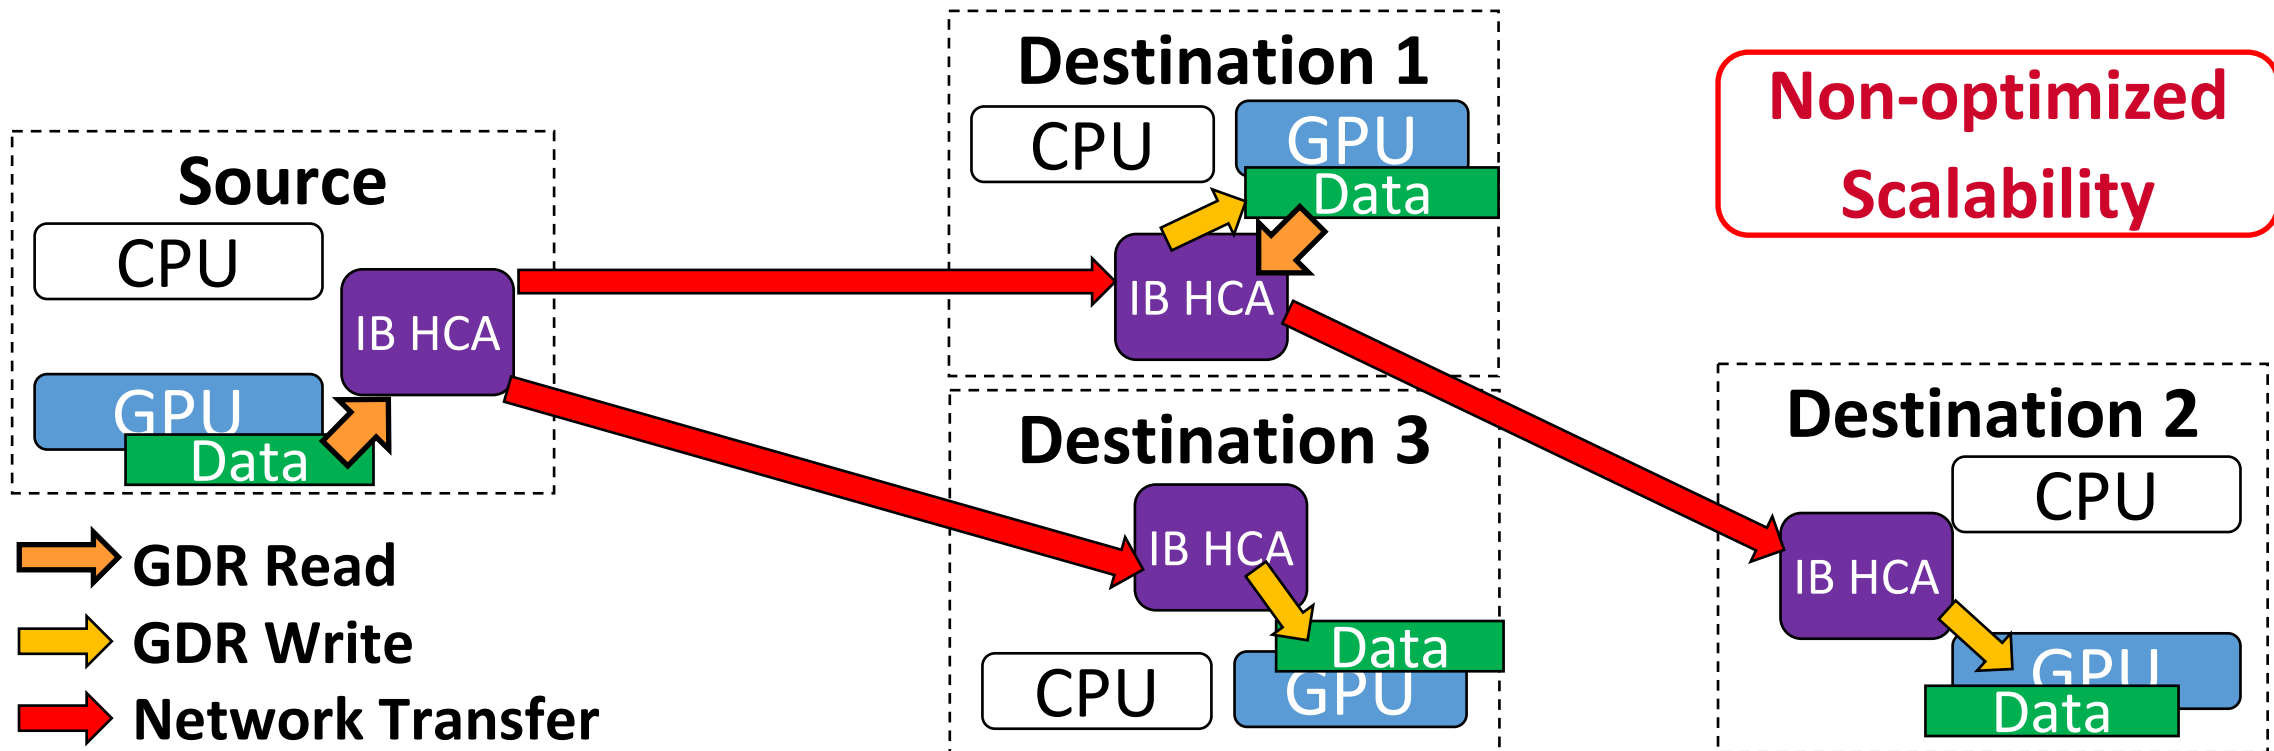 Source
CPU
IB HCA
GPU
Data
GDR Read
GDR Write
Network Transfer
Destination 1
CPU
GPU
Data
IB HCA
Destination 3
IB HCA
Data
CPU
GPU
Non-optimized
Scalability
Destination 2
CPU
IB HCA
GPU
Data